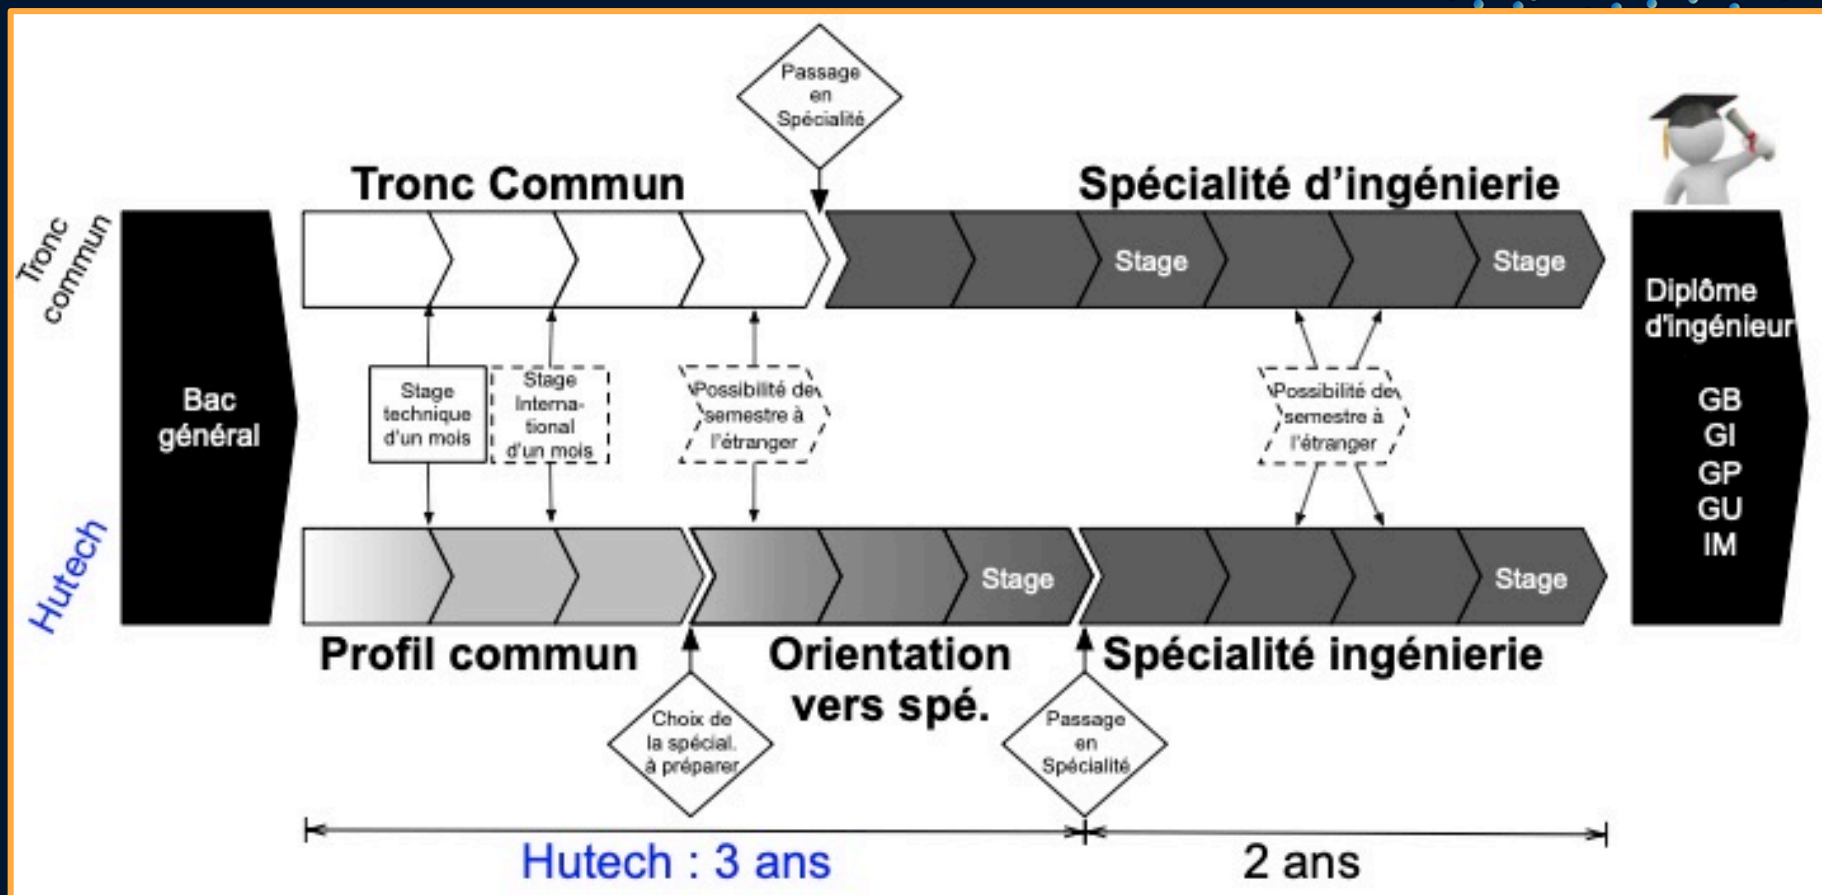 Passage
en
Spécialité
Tronc Commun
Spécialité d'ingénierie
Tronc
commun
Stage
Stage
Bac
général
Stage
technique
d'un mois
Stage
Interna-
tional
d'un mois
Possibilité de
semestre à
l'étranger
Possibilité de
semestre à
l'étranger
Diplôme
d'ingénieur
GB
GI
GP
GU
IM
Hutech
Stage
Stage
Profil commun
Orientation
vers spé.
Spécialité ingénierie
Choix de
la spécial.
à préparer
Passage
en
Spécialité
Hutech : 3 ans
2 ans